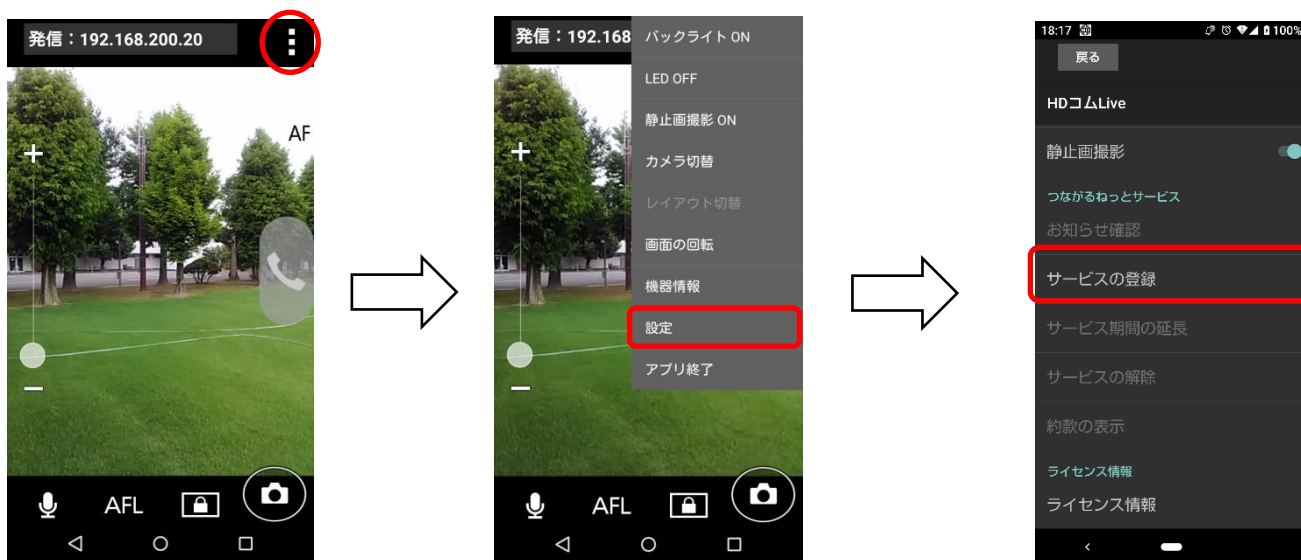 発信：192.168.200.20
AF
+
−
AFL
発信：192.168
バックライト ON
LED OFF
静止画撮影 ON
カメラ切替
レイアウト切替
画面の回転
機器情報
設定
アプリ終了
+
−
AFL
18:17
100%
戻る
HDコムLive
静止画撮影
つながるねっとサービス
お知らせ確認
サービスの登録
サービス期間の延長
サービスの解除
約款の表示
ライセンス情報
ライセンス情報